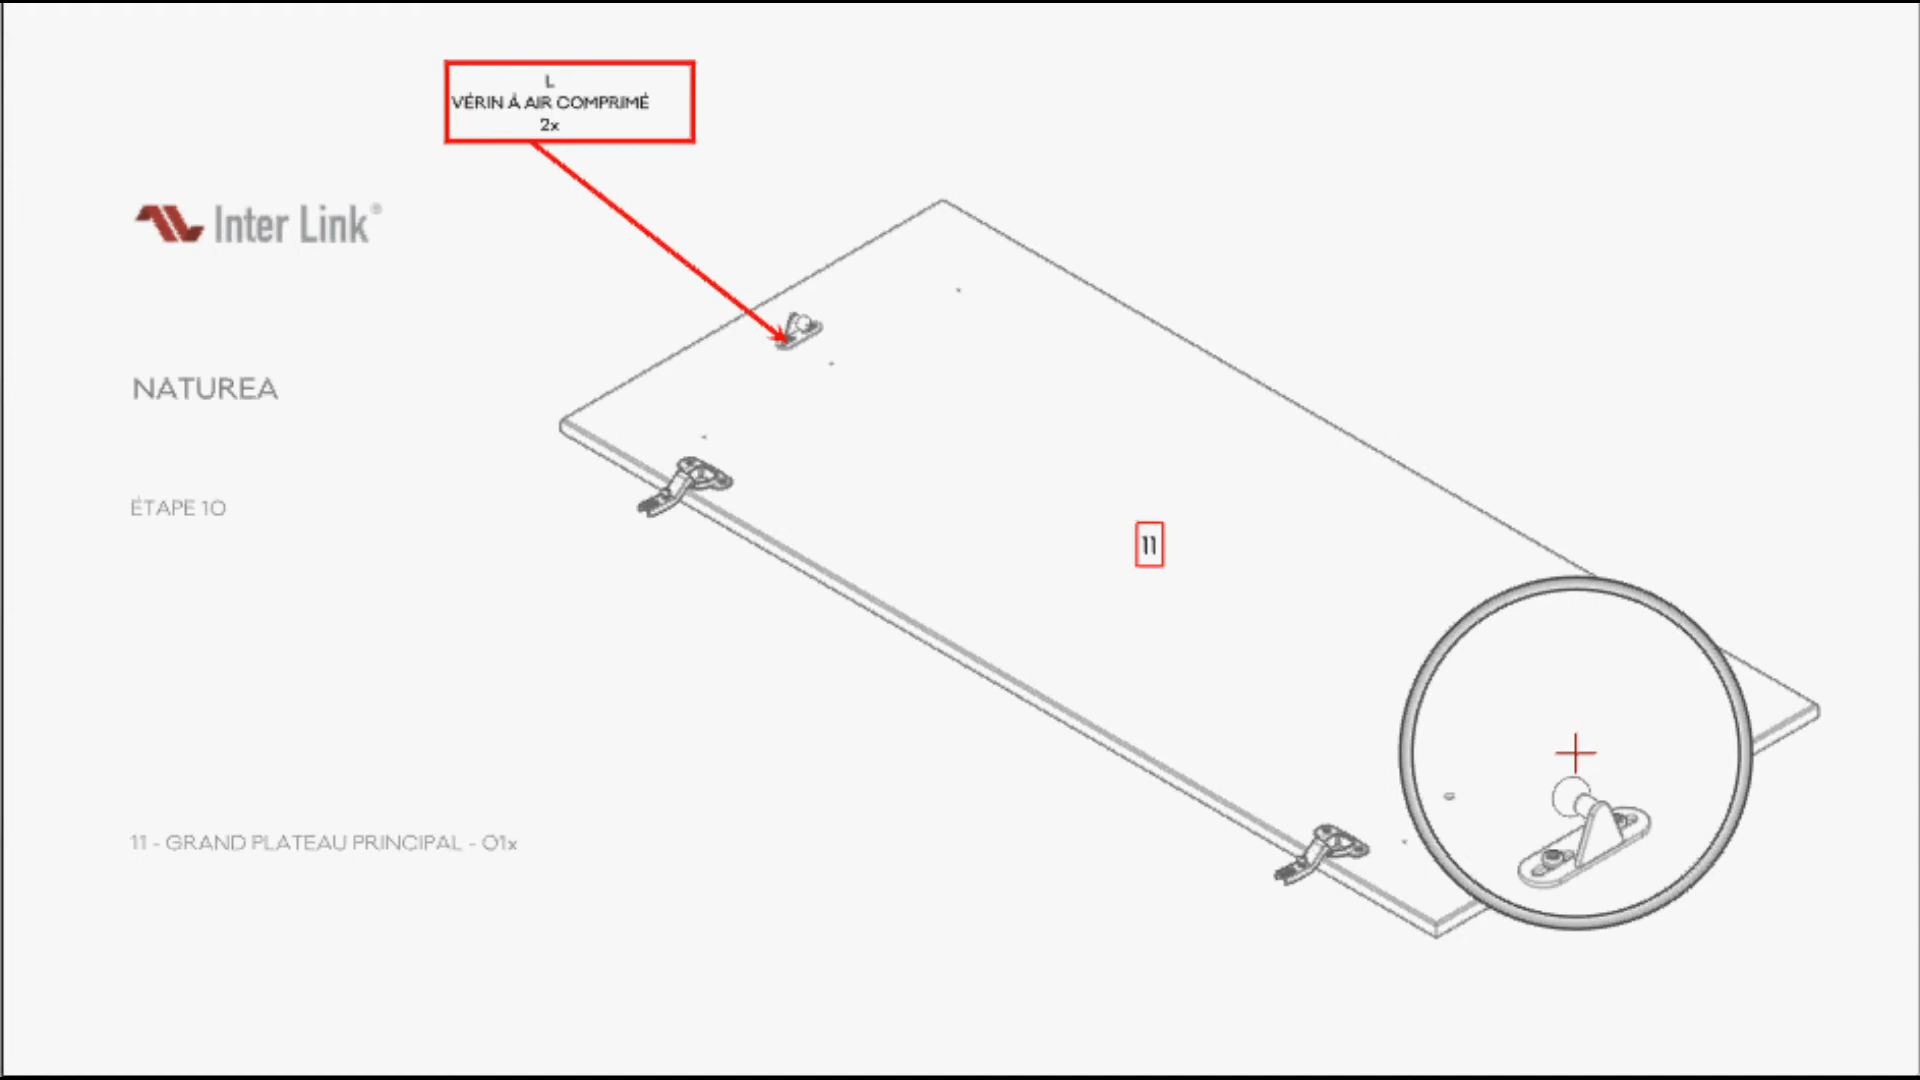 L
VÉRIN À AIR COMPRIMÉ
2x
Inter Link®
NATUREA
ÉTAPE 10
11
11 - GRAND PLATEAU PRINCIPAL - 01x